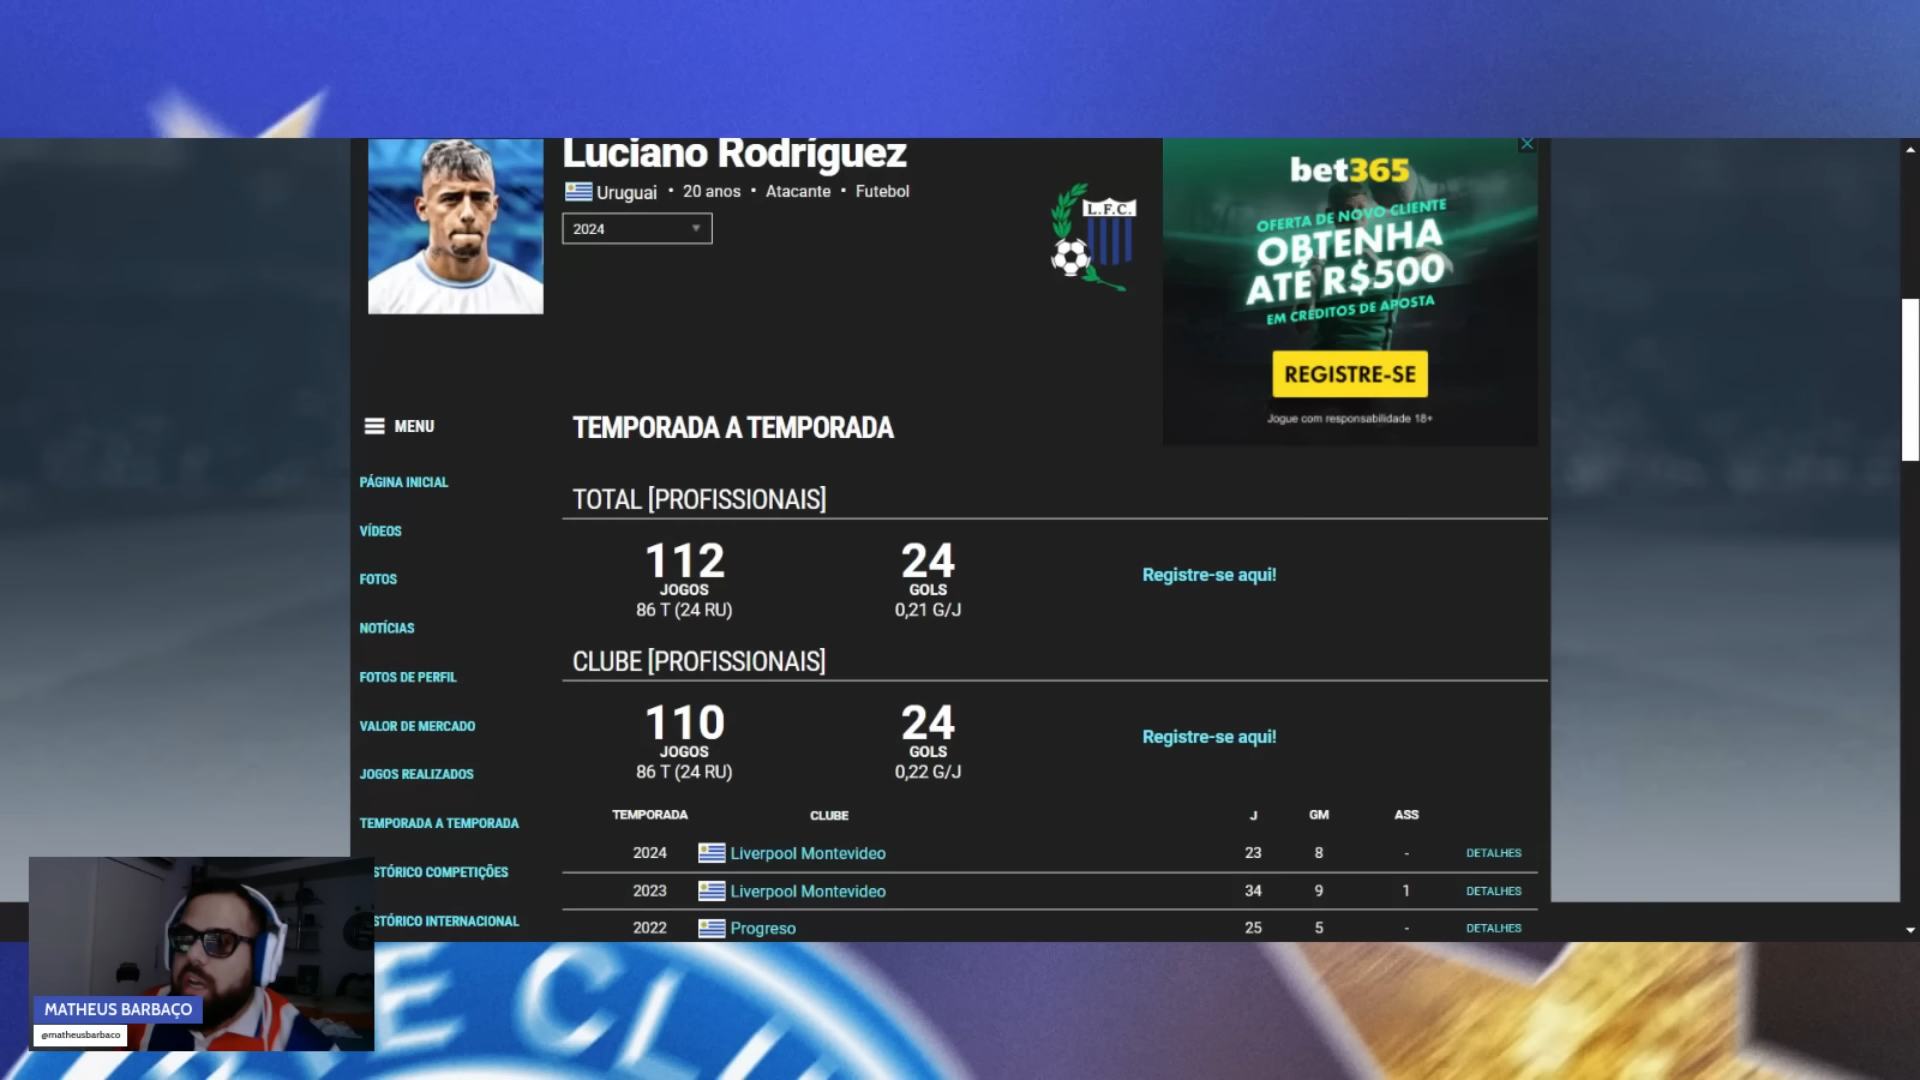 Luciano Rodríguez
Uruguai • 20 anos • Atacante • Futebol
2024
L.F.C.
bet365
OFERTA DE NOVO CLIENTE
OBTENHA
ATÉ R$500
EM CRÉDITOS DE APOSTA
REGISTRE-SE
Jogue com responsabilidade 18+
MENU
PÁGINA INICIAL
VÍDEOS
FOTOS
NOTÍCIAS
FOTOS DE PERFIL
VALOR DE MERCADO
JOGOS REALIZADOS
TEMPORADA A TEMPORADA
STÓRICO COMPETIÇÕES
STÓRICO INTERNACIONAL
TEMPORADA A TEMPORADA
TOTAL [PROFISSIONAIS]
112 24
JOGOS GOLS Registre-se aqui!
86 T (24 RU) 0,21 G/J
CLUBE [PROFISSIONAIS]
110 24
JOGOS GOLS Registre-se aqui!
86 T (24 RU) 0,22 G/J
TEMPORADA CLUBE J GM ASS
2024 Liverpool Montevideo 23 8 - DETALHES
2023 Liverpool Montevideo 34 9 1 DETALHES
2022 Progreso 25 5 - DETALHES
MATHEUS BARBAÇO
@matheusbarbaco
E CLU